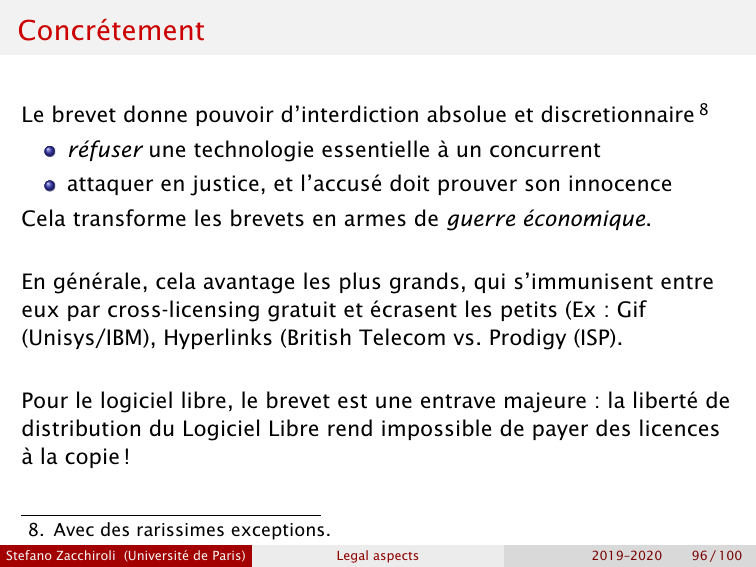 Concrétement
Le brevet donne pouvoir d’interdiction absolue et discretionnaire 8
réfuser une technologie essentielle à un concurrent
attaquer en justice, et l’accusé doit prouver son innocence
Cela transforme les brevets en armes de guerre économique.
En générale, cela avantage les plus grands, qui s’immunisent entre
eux par cross-licensing gratuit et écrasent les petits (Ex : Gif
(Unisys/IBM), Hyperlinks (British Telecom vs. Prodigy (ISP).
Pour le logiciel libre, le brevet est une entrave majeure : la liberté de
distribution du Logiciel Libre rend impossible de payer des licences
à la copie !
8. Avec des rarissimes exceptions.
Stefano Zacchiroli (Université de Paris) Legal aspects 2019–2020 96 / 100